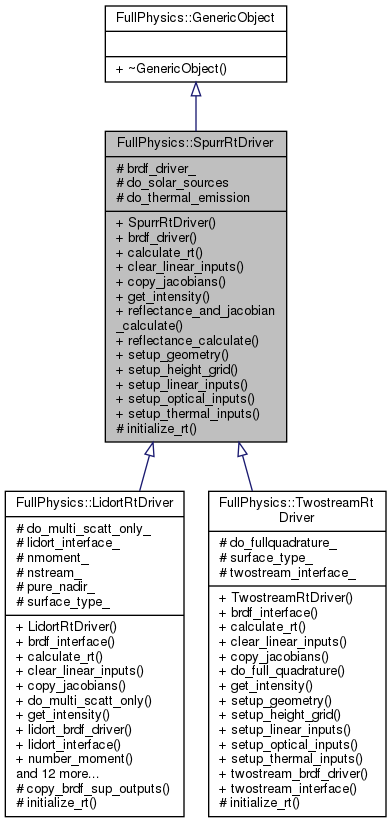 FullPhysics::GenericObject
+ ~GenericObject()
FullPhysics::SpurrRtDriver
# brdf_driver_
# do_solar_sources
# do_thermal_emission
+ SpurrRtDriver()
+ brdf_driver()
+ calculate_rt()
+ clear_linear_inputs()
+ copy_jacobians()
+ get_intensity()
+ reflectance_and_jacobian
_calculate()
+ reflectance_calculate()
+ setup_geometry()
+ setup_height_grid()
+ setup_linear_inputs()
+ setup_optical_inputs()
+ setup_thermal_inputs()
# initialize_rt()
FullPhysics::LidortRtDriver
# do_multi_scatt_only_
# lidort_interface_
# nmoment_
# nstream_
# pure_nadir_
# surface_type_
+ LidortRtDriver()
+ brdf_interface()
+ calculate_rt()
+ clear_linear_inputs()
+ copy_jacobians()
+ do_multi_scatt_only()
+ get_intensity()
+ lidort_brdf_driver()
+ lidort_interface()
+ number_moment()
and 12 more...
# copy_brdf_sup_outputs()
# initialize_rt()
FullPhysics::TwostreamRt
Driver
# do_fullquadrature_
# surface_type_
# twostream_interface_
+ TwostreamRtDriver()
+ brdf_interface()
+ calculate_rt()
+ clear_linear_inputs()
+ copy_jacobians()
+ do_full_quadrature()
+ get_intensity()
+ setup_geometry()
+ setup_height_grid()
+ setup_linear_inputs()
+ setup_optical_inputs()
+ setup_thermal_inputs()
+ twostream_brdf_driver()
+ twostream_interface()
# initialize_rt()